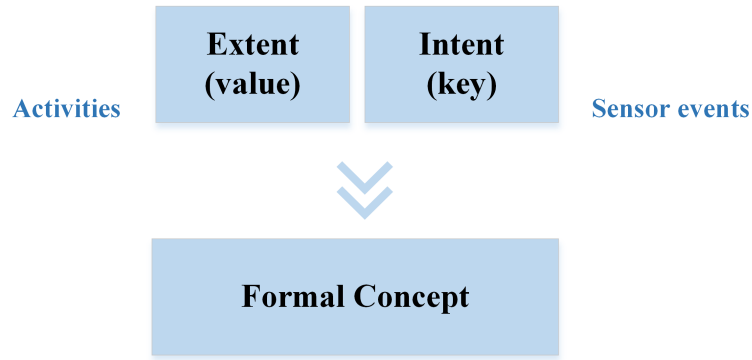 Extent
(value)
Intent
(key)
Activities
Sensor events
Formal Concept